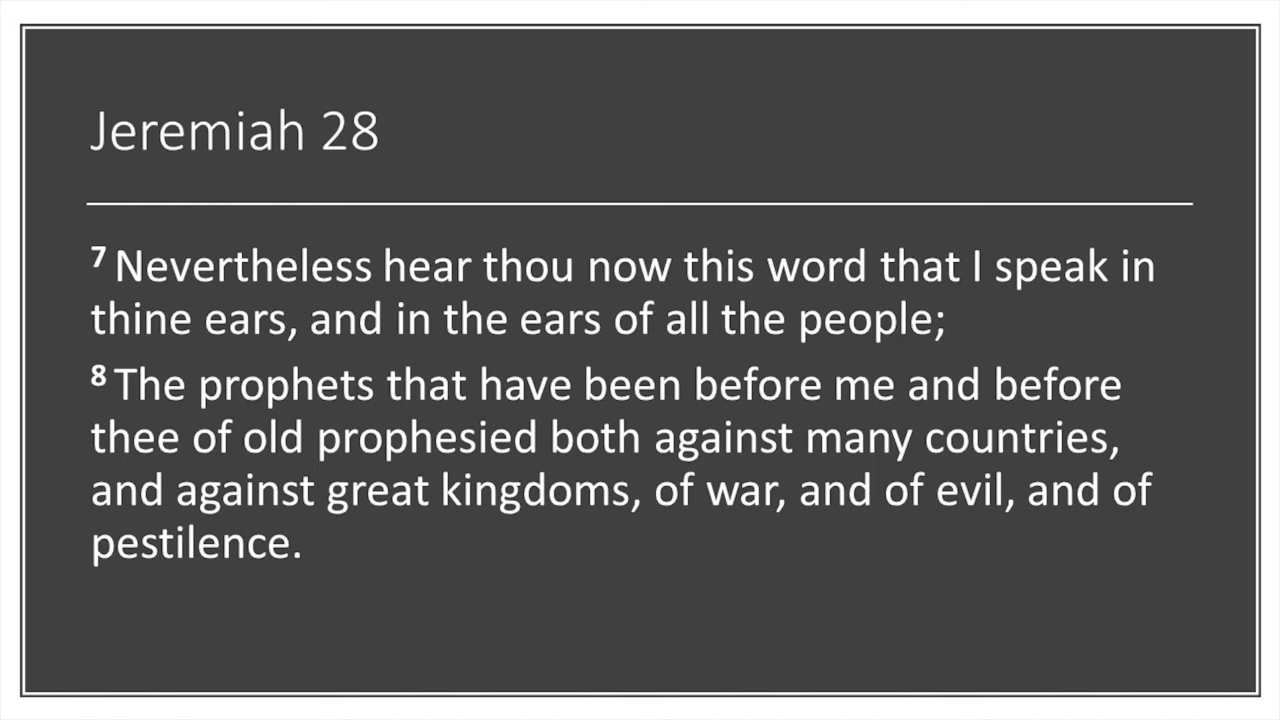 Jeremiah 28
7 Nevertheless hear thou now this word that I speak in
thine ears, and in the ears of all the people;
8 The prophets that have been before me and before
thee of old prophesied both against many countries,
and against great kingdoms, of war, and of evil, and of
pestilence.